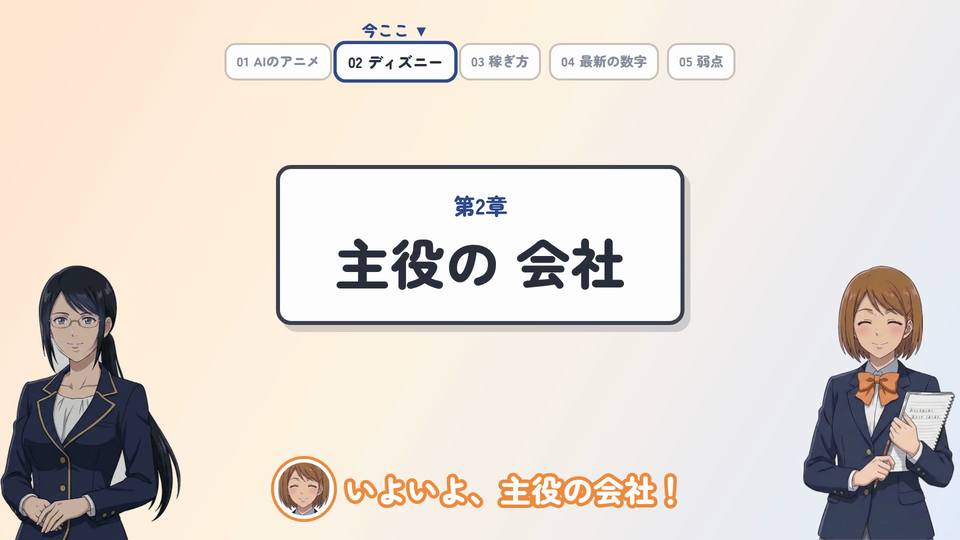 今ここ ▼
01 AIのアニメ
02 ディズニー
03 稼ぎ方
04 最新の数字
05 弱点
第2章
主役の 会社
いよいよ、主役の会社!